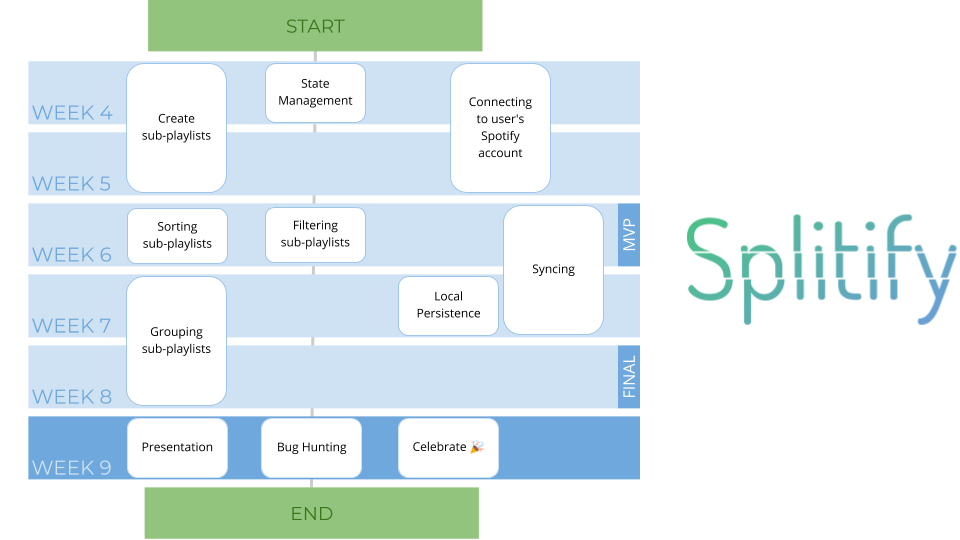 START
WEEK 4
Create
sub-playlists
State
Management
Connecting
to user's
Spotify
account
WEEK 5
WEEK 6
Sorting
sub-playlists
Filtering
sub-playlists
Syncing
MVP
WEEK 7
Grouping
sub-playlists
Local
Persistence
WEEK 8
FINAL
WEEK 9
Presentation
Bug Hunting
Celebrate 🎉
END
Splitify